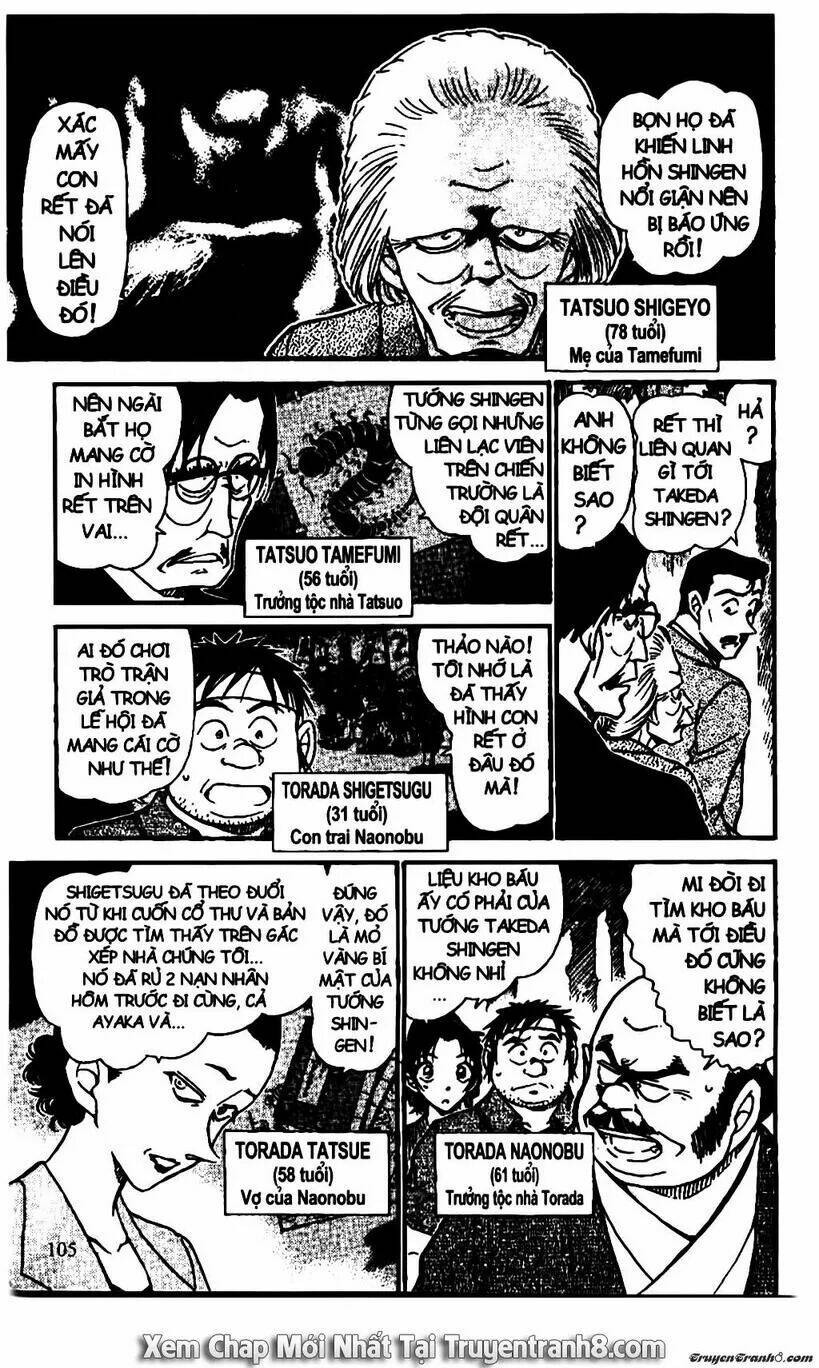 BỌN HỌ ĐÃ
KHIẾN LINH
HỒN SHINGEN
NỔI GIẬN NÊN
BỊ BÁO ỨNG
RỒI!
XÁC
MẤY
CON
RẾT ĐÃ
NÓI
LÊN
ĐIỀU
ĐÓ!
TATSUO SHIGEYO
(78 tuổi)
Mẹ của Tamefumi
HẢ
?
RẾT THÌ
LIÊN QUAN
GÌ TỚI
TAKEDA
SHINGEN?
ANH
KHÔNG
BIẾT
SAO
?
TƯỚNG SHINGEN
TỪNG GỌI NHƯNG
LIÊN LẠC VIÊN
TRÊN CHIẾN
TRƯỜNG LÀ
ĐỘI QUÂN
RẾT...
NÊN NGÀI
BẮT HỌ
MANG CỜ
IN HÌNH
RẾT TRÊN
VAI...
TATSUO TAMEFUMI
(56 tuổi)
Trưởng tộc nhà Tatsuo
THẢO NÀO!
TÔI NHỚ LÀ
ĐÃ THẤY
HÌNH CON
RẾT Ở
ĐÂU ĐÓ
MÀ!
AI ĐÓ CHƠI
TRÒ TRẬN
GIẢ TRONG
LỄ HỘI ĐÃ
MANG CÁI CỜ
NHƯ THẾ!
TORADA SHIGETSUGU
(31 tuổi)
Con trai Naonobu
MI ĐÒI ĐI
TÌM KHO BÁU
MÀ TỚI ĐIỀU
ĐÓ CŨNG
KHÔNG
BIẾT LÀ
SAO?
LIỆU KHO BÁU
ẤY CÓ PHẢI CỦA
TƯỚNG TAKEDA
SHINGEN
KHÔNG NHỈ
...
TORADA NAONOBU
(61 tuổi)
Trưởng tộc nhà Torada
ĐÚNG
VẬY, ĐÓ
LÀ MỎ
VÀNG BÍ
MẬT CỦA
TƯỚNG
SHIN-
GEN!
SHIGETSUGU ĐÃ THEO ĐUỔI
NÓ TỪ KHI CUỐN CỔ THƯ VÀ BẢN
ĐỒ ĐƯỢC TÌM THẤY TRÊN GÁC
XÉP NHÀ CHÚNG TÔI...
NÓ ĐÃ RỦ 2 NẠN NHÂN
HÔM TRƯỚC ĐI CÙNG, CẢ
AYAKA VÀ...
TORADA TATSUE
(58 tuổi)
Vợ của Naonobu
105
Xem Chap Mới Nhất Tại Truyentranh8.com
TruyenTranh8.com